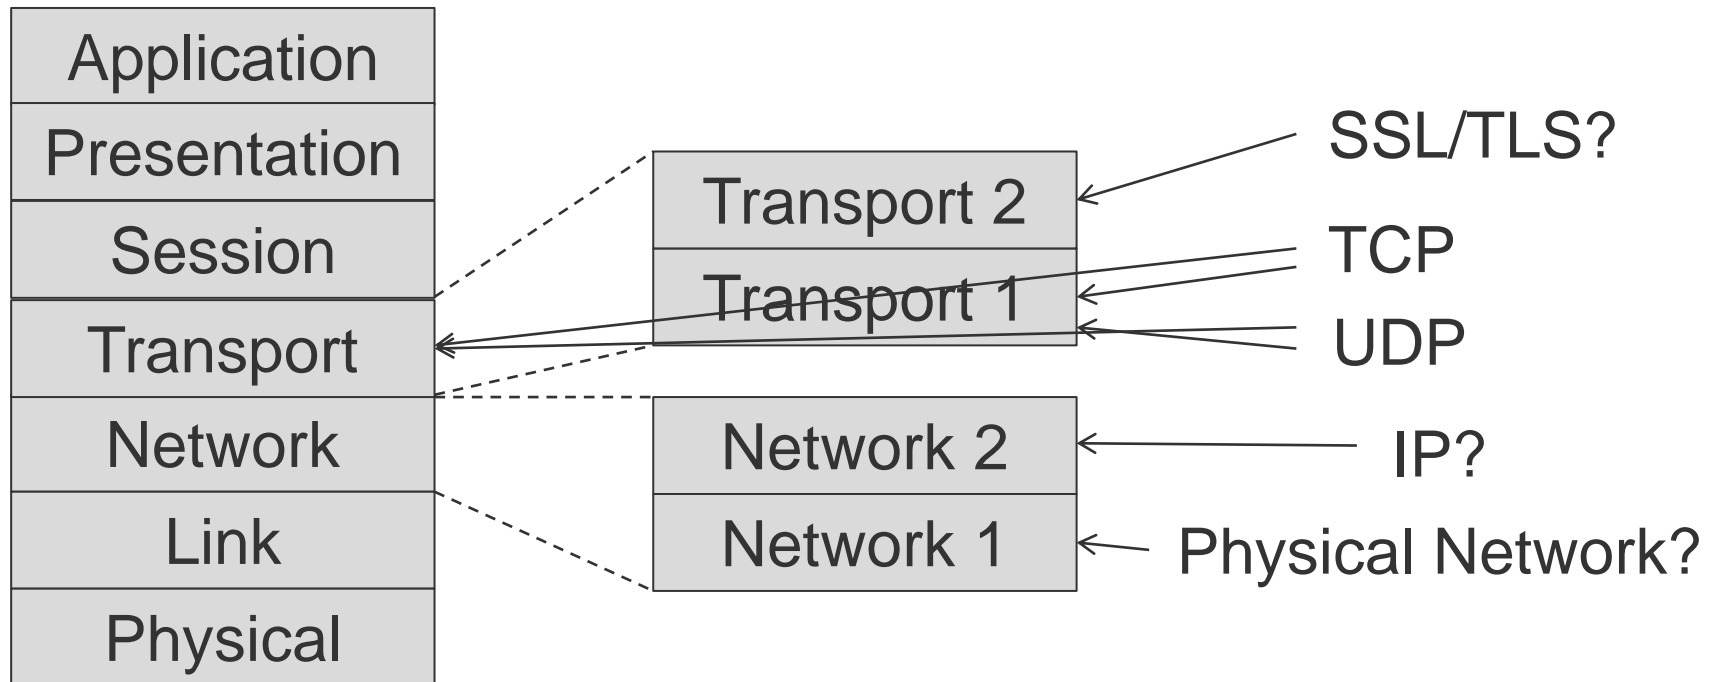 Application
Presentation
Session
Transport
Network
Link
Physical
Transport 2
Transport 1
Network 2
Network 1
SSL/TLS?
TCP
UDP
IP?
Physical Network?